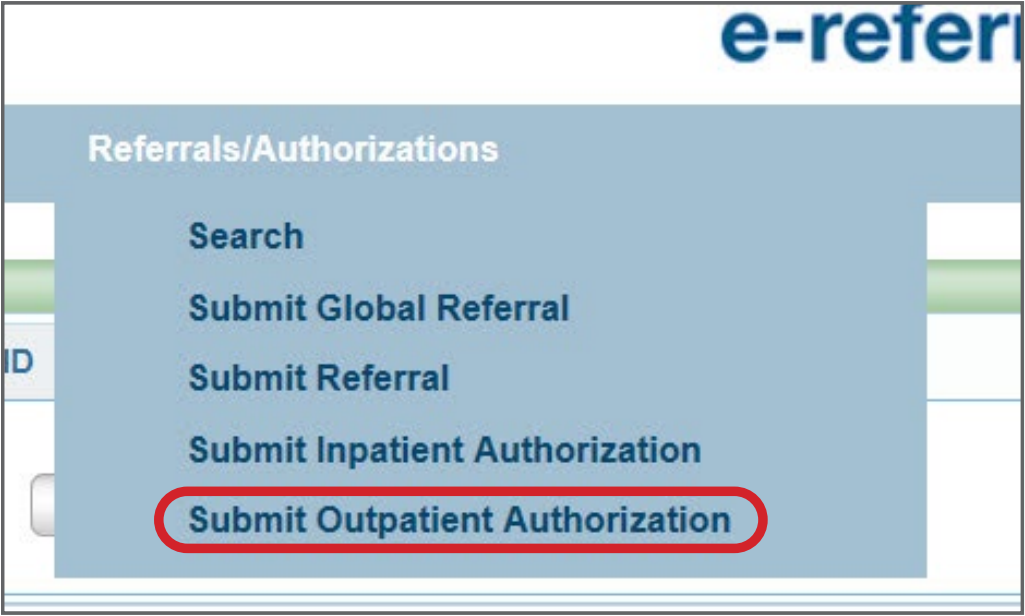 e-refer
Referrals/Authorizations
Search
Submit Global Referral
ID
Submit Referral
Submit Inpatient Authorization
Submit Outpatient Authorization